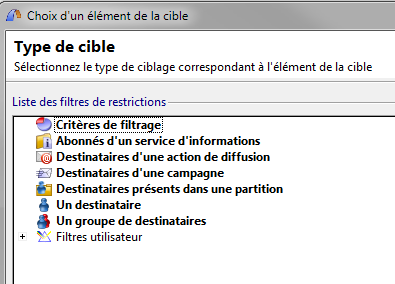 Choix d'un élément de la cible
Type de cible
Sélectionnez le type de ciblage correspondant à l'élément de la cible
Liste des filtres de restrictions
Critères de filtrage
Abonnés d'un service d'informations
Destinataires d'une action de diffusion
Destinataires d'une campagne
Destinataires présents dans une partition
Un destinataire
Un groupe de destinataires
Filtres utilisateur